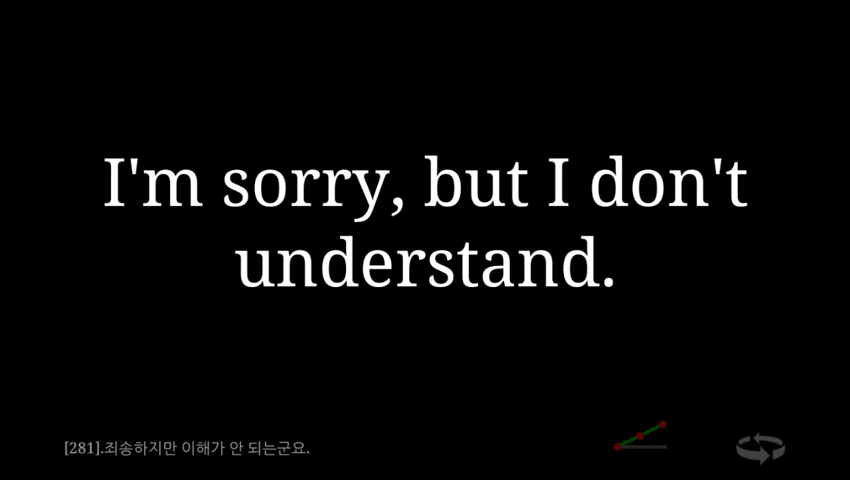 I'm sorry, but I don't
understand.
[281].죄송하지만 이해가 안 되는군요.